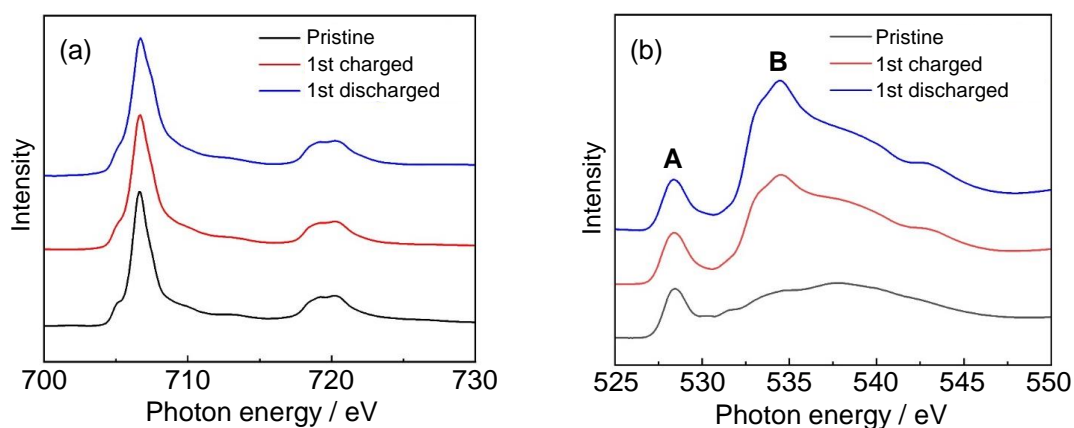 (a)
Pristine
1st charged
1st discharged
Intensity
700
710
720
730
Photon energy / eV
(b)
Pristine
1st charged
1st discharged
A
B
Intensity
525
530
535
540
545
550
Photon energy / eV